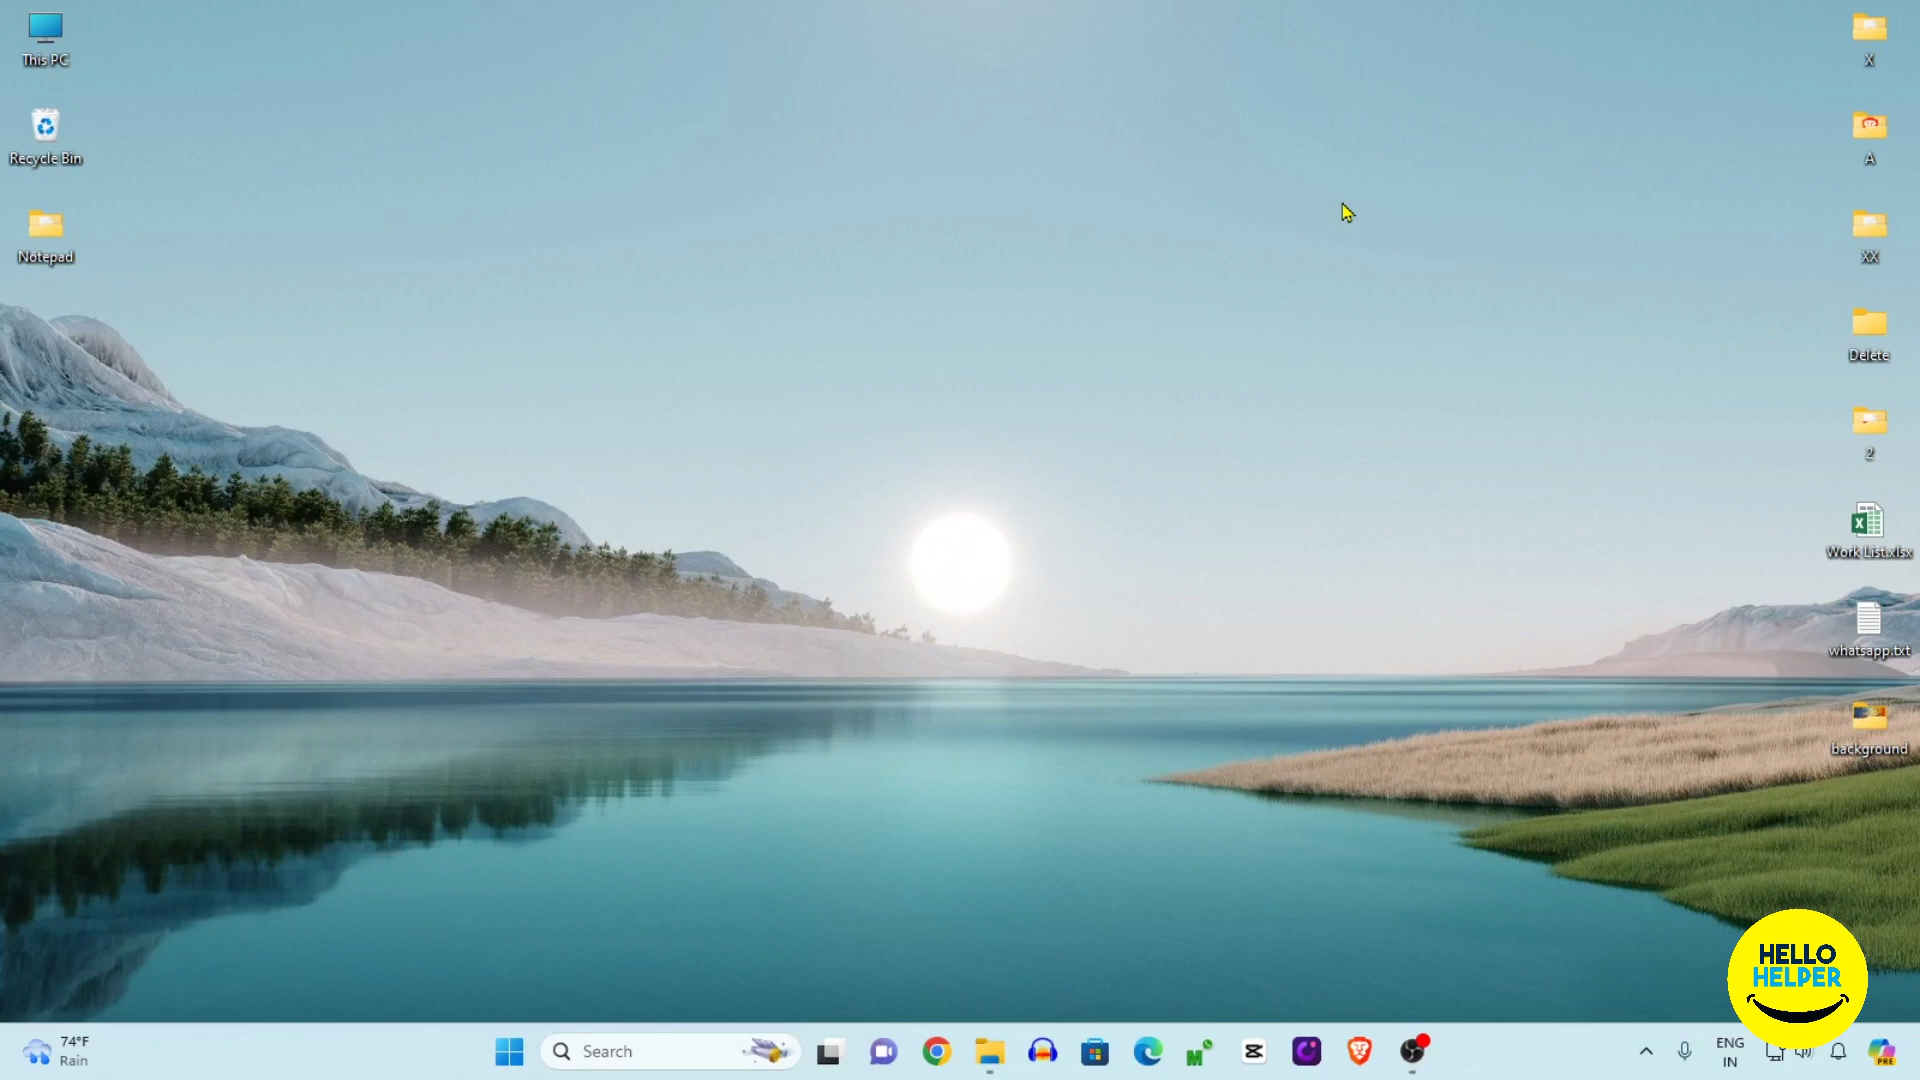 This PC
Recycle Bin
Notepad
X
A
XX
Delete
2
Work List.xlsx
whatsapp.txt
background
HELLO
HELPER
74°F
Rain
Search
ENG
IN
PRE